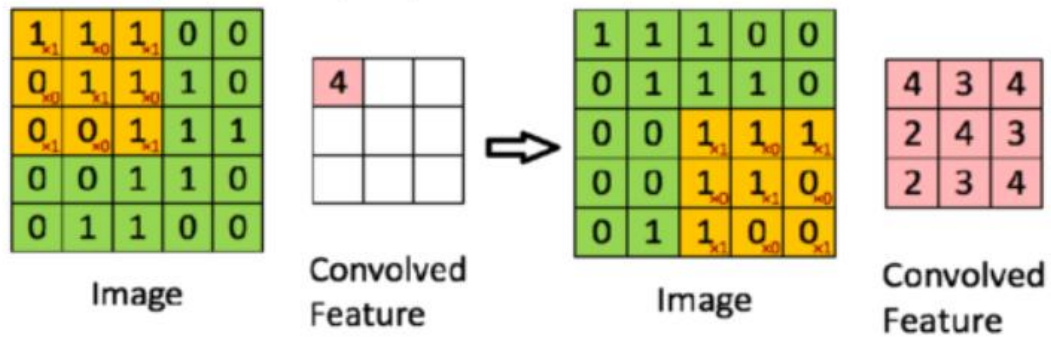 1×1 1×0 1×1 0 0
0×0 1×1 1×0 1 0
0×1 0×0 1×1 1 1
0 0 1 1 0
0 1 1 0 0
Image
4
Convolved
Feature
1 1 1 0 0
0 1 1 1 0
0 0 1×1 1×0 1×1
0 0 1×0 1×1 0×0
0 1 1×1 0×0 0×1
Image
4 3 4
2 4 3
2 3 4
Convolved
Feature